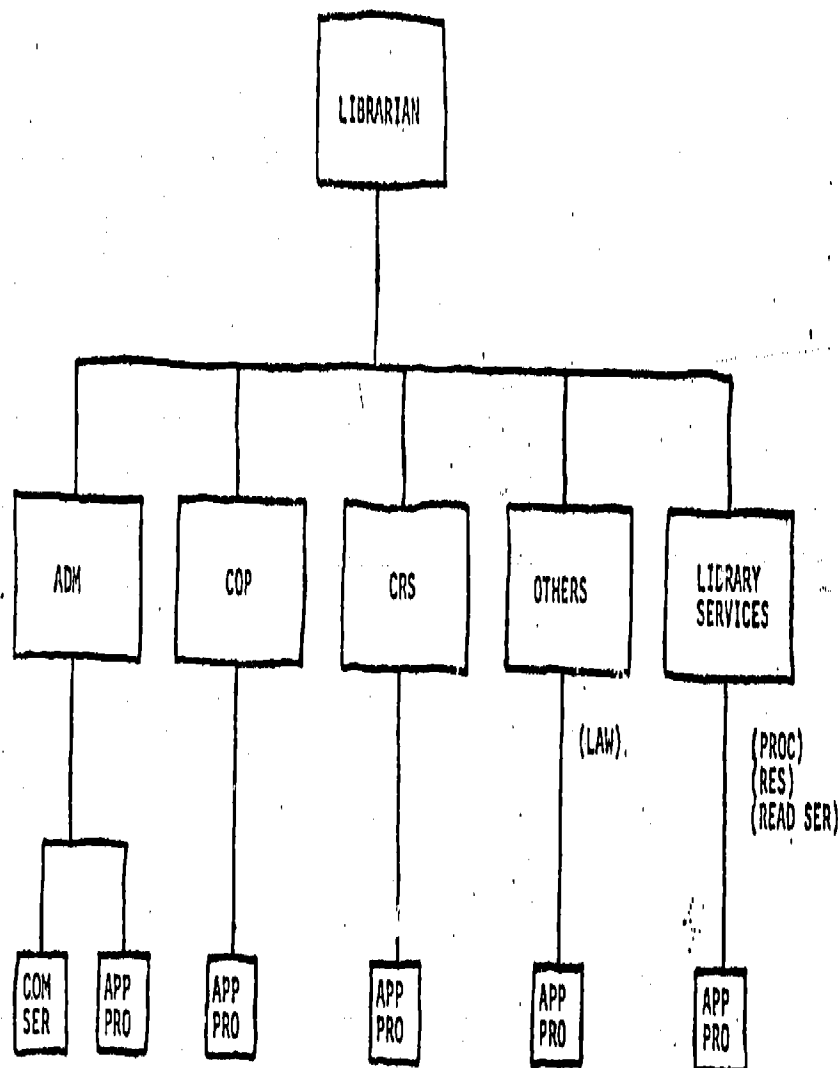 LIBRARIAN
ADM
COP
CRS
OTHERS
LIBRARY
SERVICES
(LAW)
(PROC)
(RES)
(READ SER)
COM
SER
APP
PRO
APP
PRO
APP
PRO
APP
PRO
APP
PRO